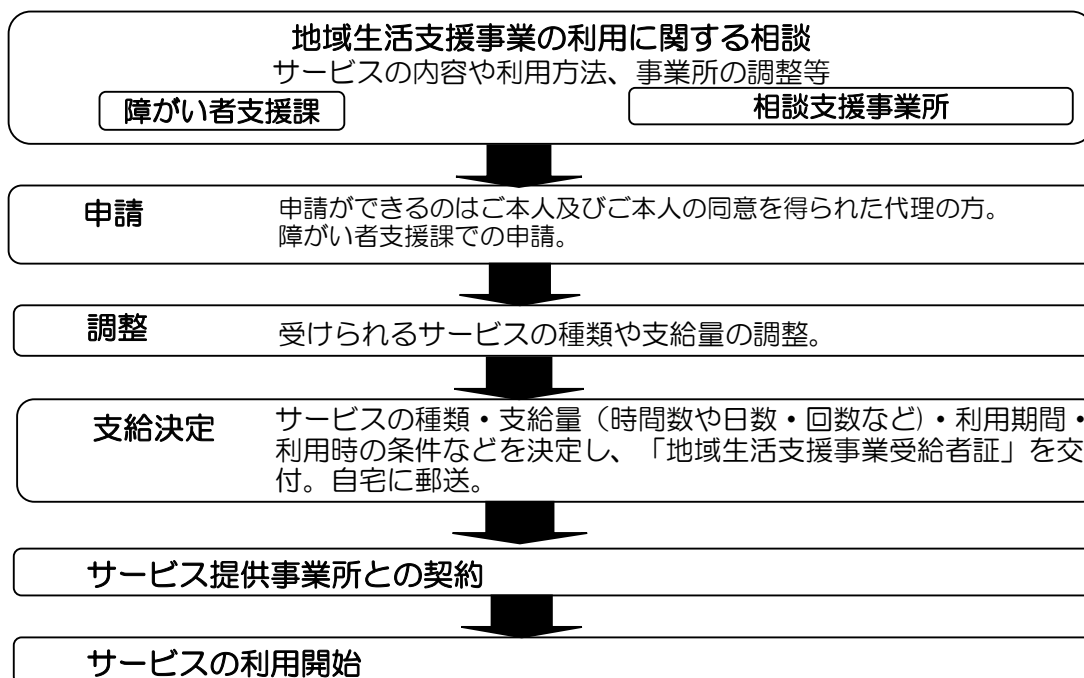 地域生活支援事業の利用に関する相談
サービスの内容や利用方法、事業所の調整等
障がい者支援課
相談支援事業所
申請
申請ができるのはご本人及びご本人の同意を得られた代理の方。
障がい者支援課での申請。
調整
受けられるサービスの種類や支給量の調整。
支給決定
サービスの種類・支給量（時間数や日数・回数など)・利用期間・
利用時の条件などを決定し、「地域生活支援事業受給者証」を交
付。自宅に郵送。
サービス提供事業所との契約
サービスの利用開始